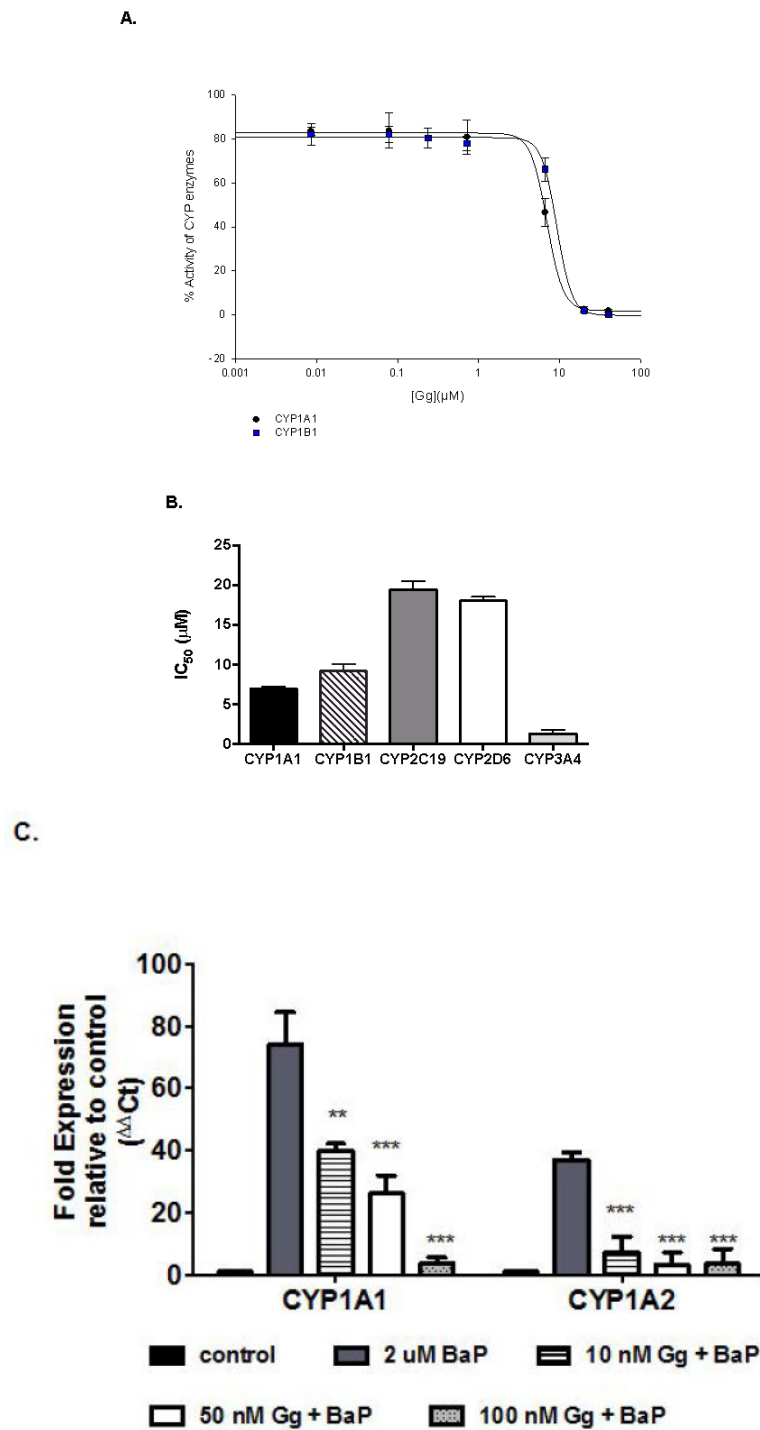 A.
100
80
60
40
20
0
-20
% Activity of CYP enzymes
0.001 0.01 0.1 1 10 100
[Gg](µM)
CYP1A1
CYP1B1
B.
25
20
15
10
5
0
IC50 (µM)
CYP1A1 CYP1B1 CYP2C19 CYP2D6 CYP3A4
C.
100
80
60
40
20
0
Fold Expression
relative to control
(ΔΔCt)
** *** *** *** *** ***
CYP1A1 CYP1A2
control 2 uM BaP 10 nM Gg + BaP
50 nM Gg + BaP 100 nM Gg + BaP